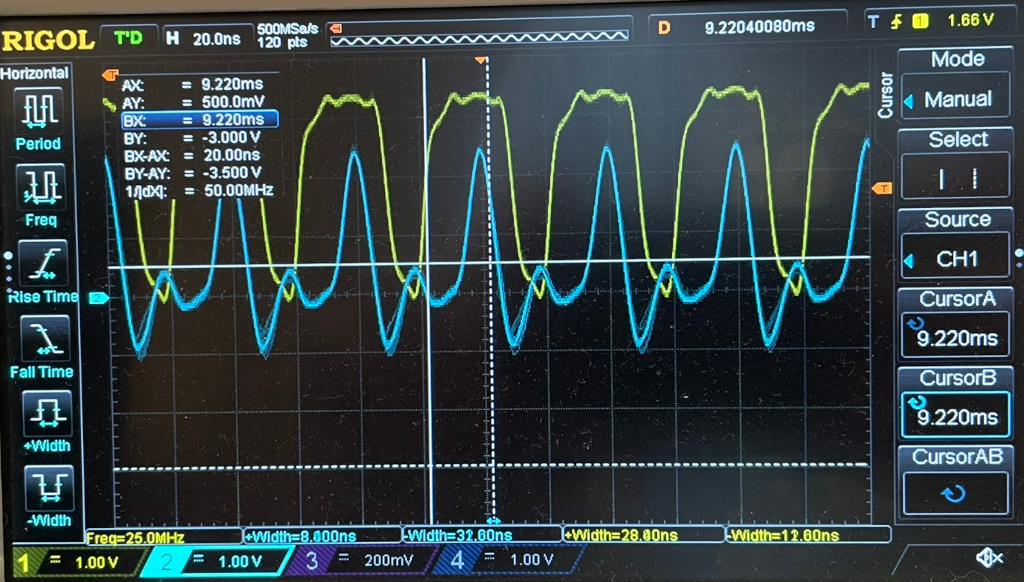 RIGOL T'D H 20.0ns 500MSa/s 120 pts D 9.22040080ms T 1 1.66 V
Horizontal
Period
Freq
Rise Time
Fall Time
+Width
-Width
T
AX: = 9.220ms
AY: = 500.0mV
BX: = 9.220ms
BY: = -3.000 V
BX-AX: = 20.00ns
BY-AY: = -3.500 V
1/|dX|: = 50.00MHz
2
T
Cursor
Mode
Manual
Select
Source
CH1
CursorA
9.220ms
CursorB
9.220ms
CursorAB
Freq=25.0MHz +Width=8.400ns -Width=31.60ns +Width=28.40ns -Width=11.60ns
1 = 1.00 V 2 = 1.00 V 3 = 200mV 4 = 1.00 V